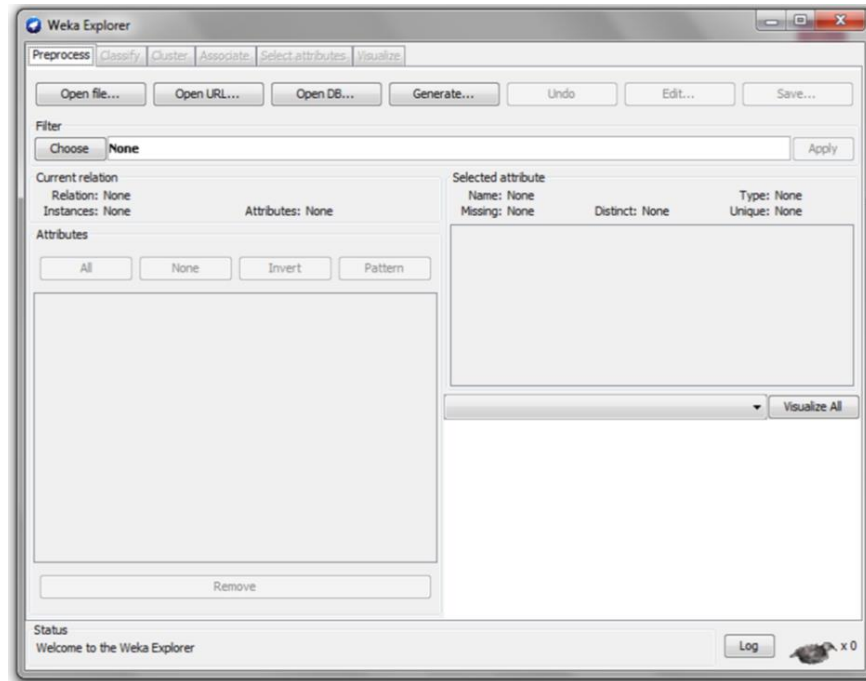 Weka Explorer
Preprocess Classify Cluster Associate Select attributes Visualize
Open file... Open URL... Open DB... Generate... Undo Edit... Save...
Filter
Choose None Apply
Current relation
Relation: None
Instances: None Attributes: None
Selected attribute
Name: None Type: None
Missing: None Distinct: None Unique: None
Attributes
All None Invert Pattern
Visualize All
Remove
Status
Welcome to the Weka Explorer
Log x 0